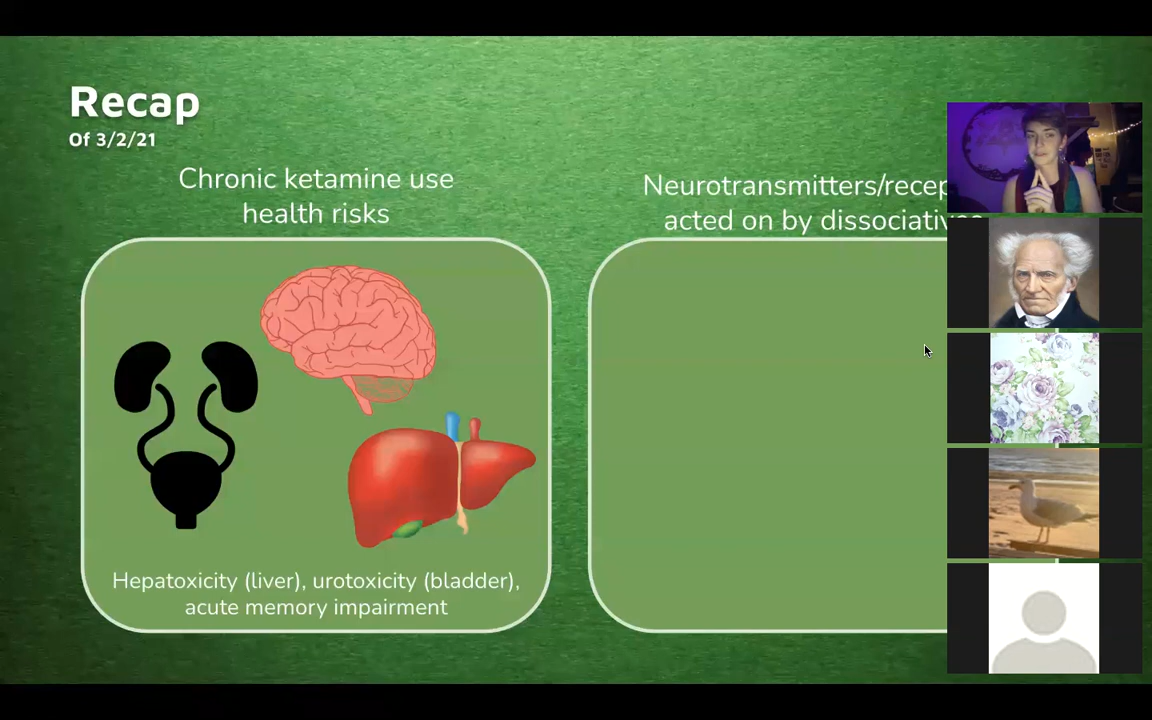 Recap
Of 3/2/21
Chronic ketamine use
health risks
Neurotransmitters/recep
acted on by dissociatives
Hepatoxicity (liver), urotoxicity (bladder),
acute memory impairment